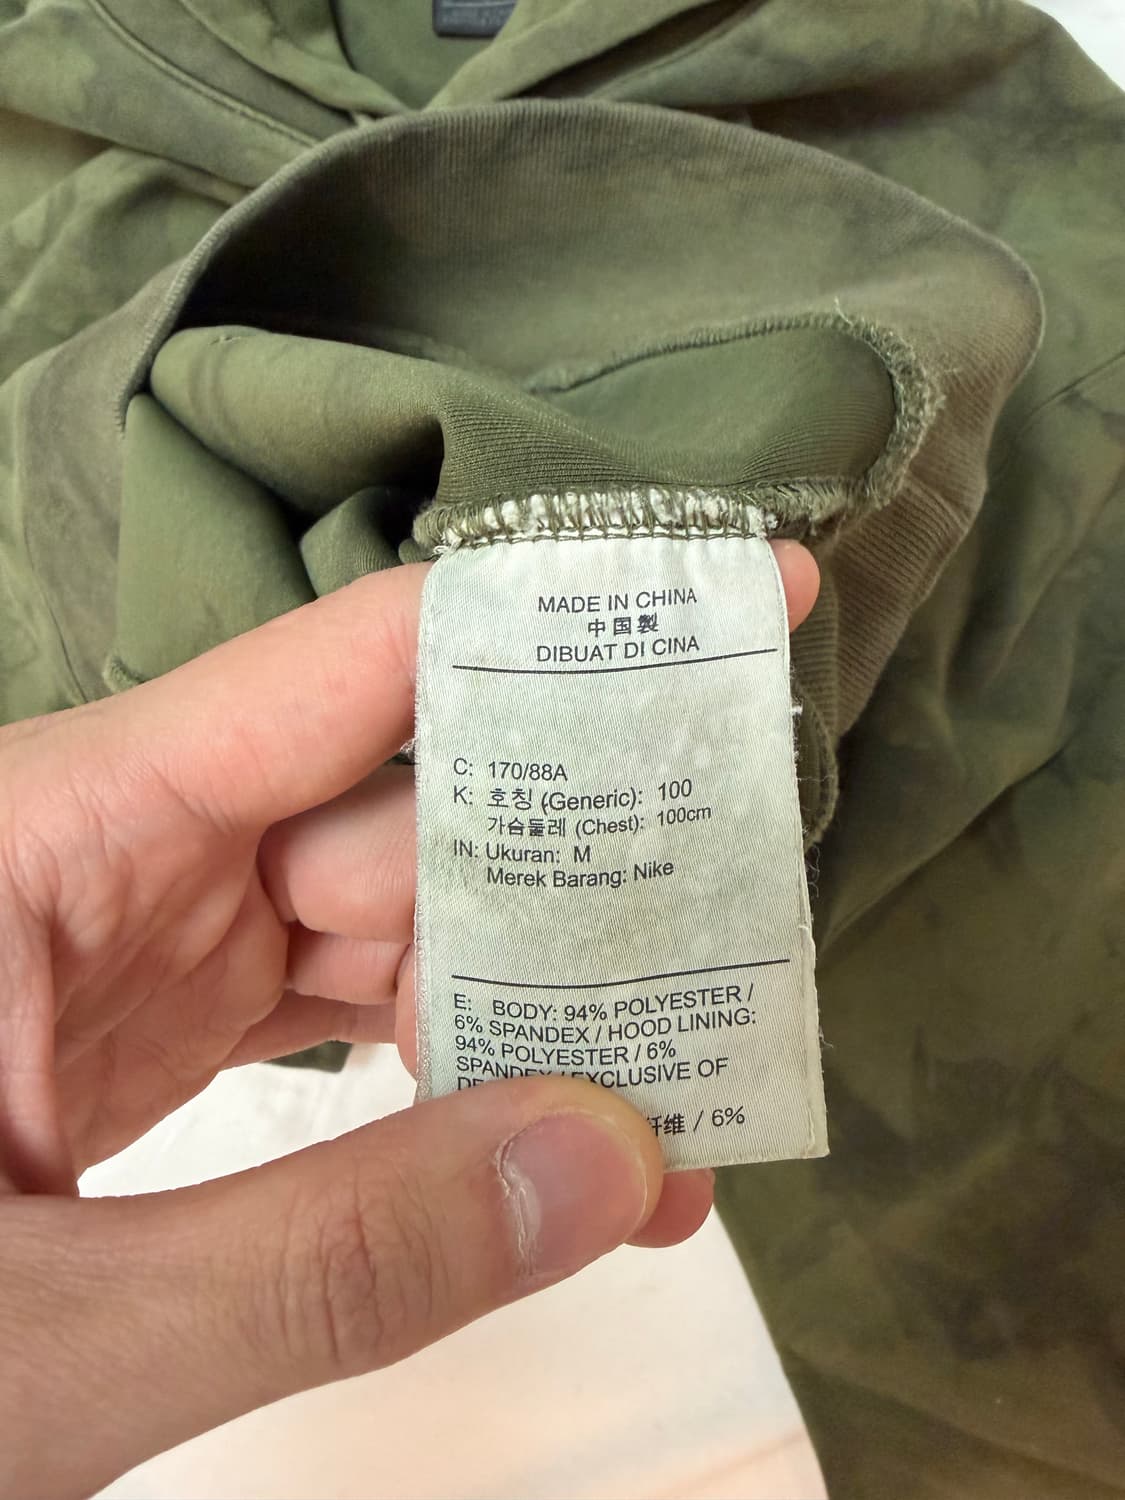 MADE IN CHINA
中国製
DIBUAT DI CINA
C: 170/88A
K: 호칭 (Generic): 100
가슴둘레 (Chest): 100cm
IN: Ukuran: M
Merek Barang: Nike
E: BODY: 94% POLYESTER /
6% SPANDEX / HOOD LINING:
94% POLYESTER / 6%
SPANDEX / EXCLUSIVE OF
纤维 / 6%